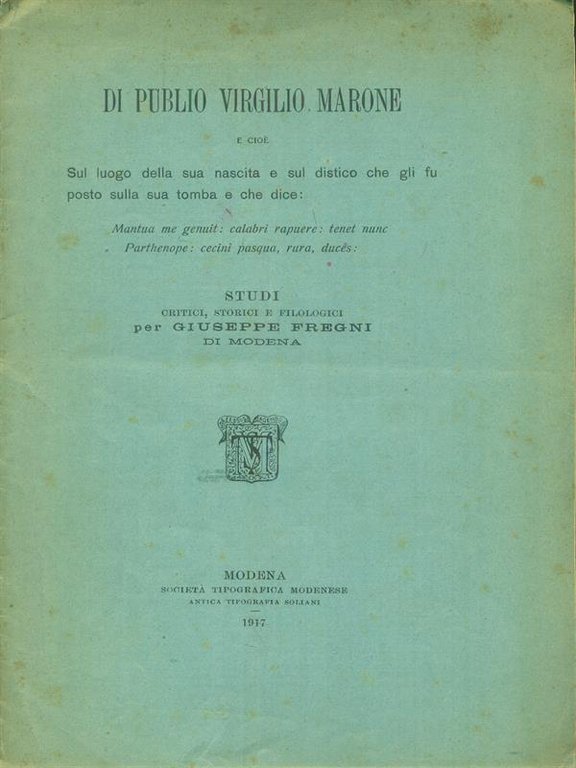 DI PUBLIO VIRGILIO MARONE
E CIOÈ
Sul luogo della sua nascita e sul distico che gli fu
posto sulla sua tomba e che dice:
Mantua me genuit: calabri rapuere: tenet nunc
Parthenope: cecini pasqua, rura, duces:
STUDI
CRITICI, STORICI E FILOLOGICI
per GIUSEPPE FREGNI
DI MODENA
MODENA
SOCIETÀ TIPOGRAFICA MODENESE
ANTICA TIPOGRAFIA SOLIANI
1917